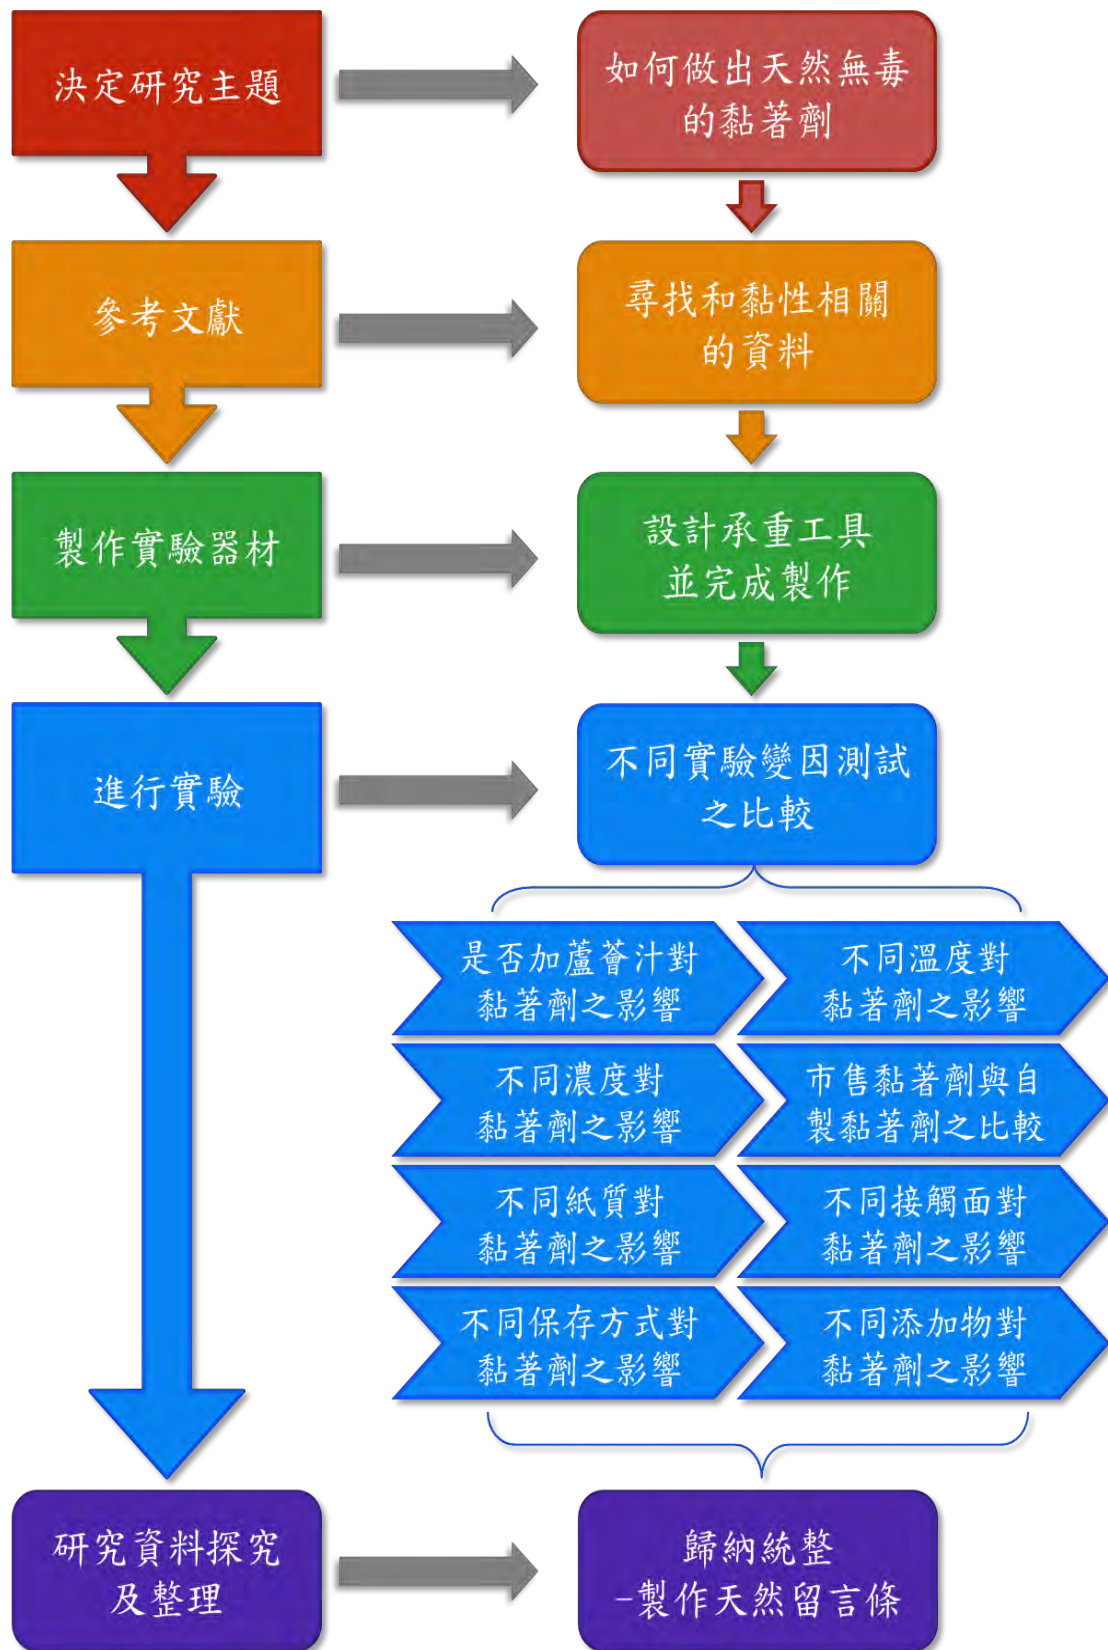 決定研究主題
如何做出天然無毒
的黏著劑
參考文獻
尋找和黏性相關
的資料
製作實驗器材
設計承重工具
並完成製作
進行實驗
不同實驗變因測試
之比較
是否加蘆薈汁對
黏著劑之影響
不同溫度對
黏著劑之影響
不同濃度對
黏著劑之影響
市售黏著劑與自
製黏著劑之比較
不同紙質對
黏著劑之影響
不同接觸面對
黏著劑之影響
不同保存方式對
黏著劑之影響
不同添加物對
黏著劑之影響
研究資料探究
及整理
歸納統整
-製作天然留言條